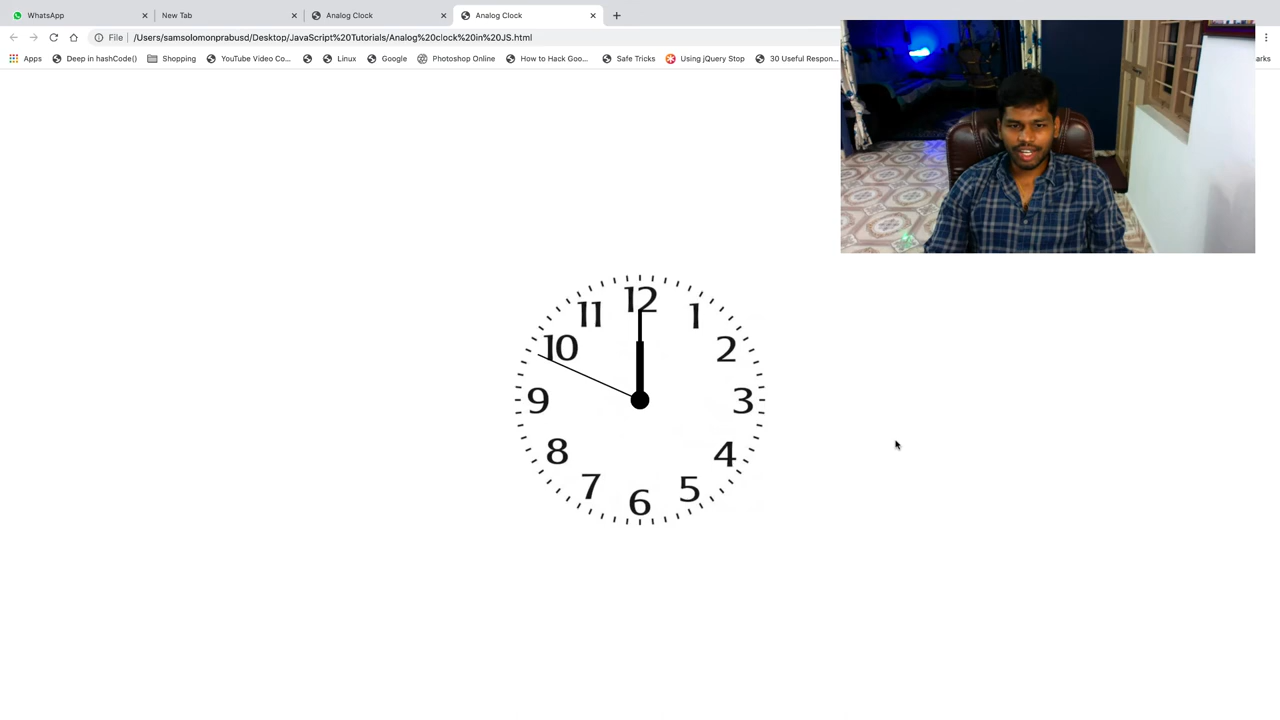 WhatsApp
New Tab
Analog Clock
Analog Clock
File
/Users/samsolomonprabusd/Desktop/JavaScript%20Tutorials/Analog%20clock%20in%20JS.html
Apps
Deep in hashCode()
Shopping
YouTube Video Co...
Linux
Google
Photoshop Online
How to Hack Goo...
Safe Tricks
Using jQuery Stop
30 Useful Respon...
arks
12
11
1
10
2
9
3
8
4
7
5
6